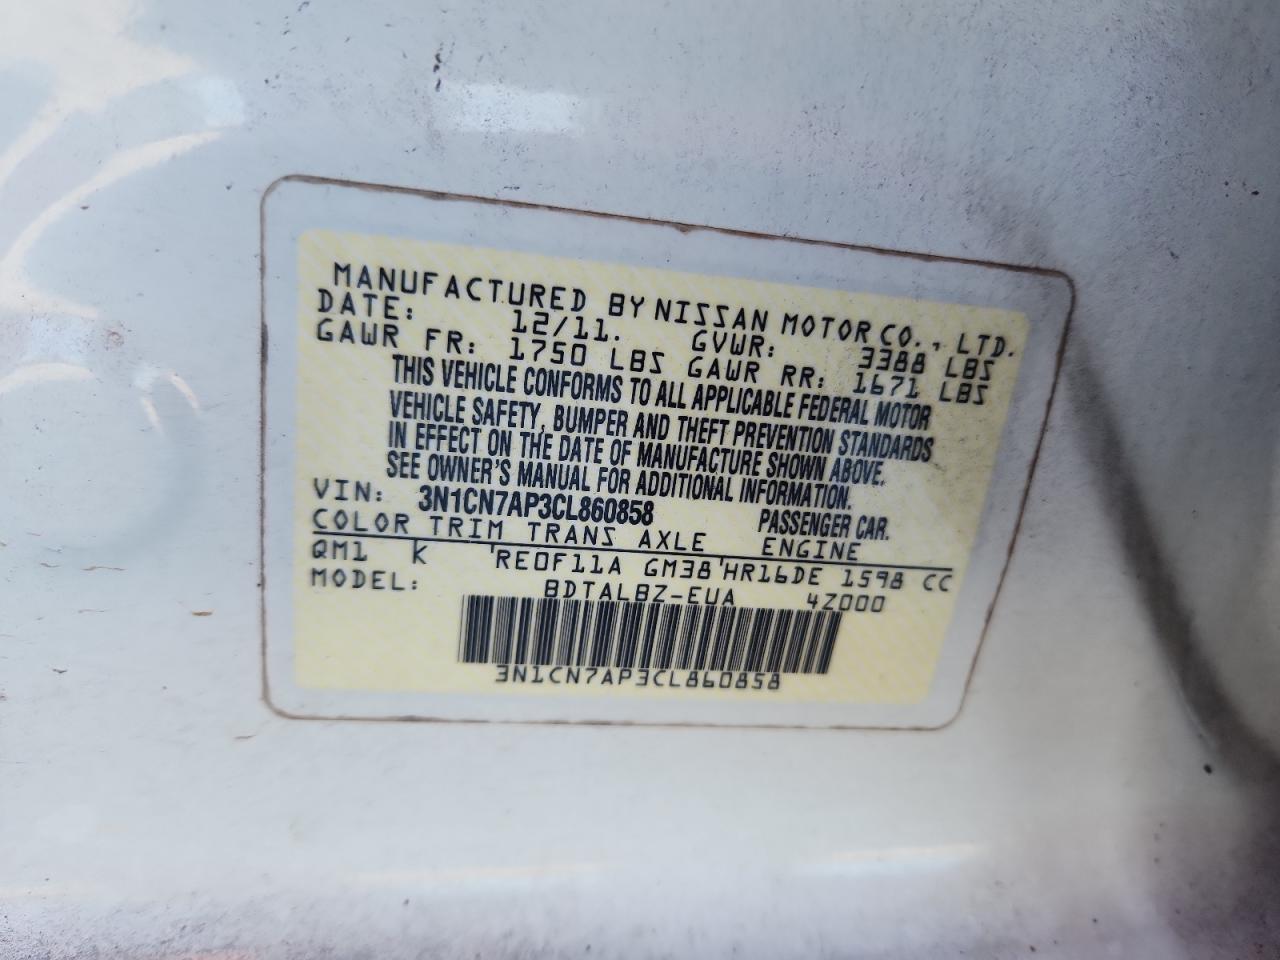 MANUFACTURED BY NISSAN MOTOR CO., LTD.
DATE: 12/11. GVWR: 3388 LBS
GAWR FR: 1750 LBS GAWR RR: 1671 LBS
THIS VEHICLE CONFORMS TO ALL APPLICABLE FEDERAL MOTOR
VEHICLE SAFETY, BUMPER AND THEFT PREVENTION STANDARDS
IN EFFECT ON THE DATE OF MANUFACTURE SHOWN ABOVE.
SEE OWNER'S MANUAL FOR ADDITIONAL INFORMATION.
VIN: 3N1CN7AP3CL860858 PASSENGER CAR.
COLOR TRIM TRANS AXLE ENGINE
QM1 K 'RE0F11A GM38'HR16DE 1598 CC
MODEL: BDTALBZ-EUA 4Z000
3N1CN7AP3CL860858